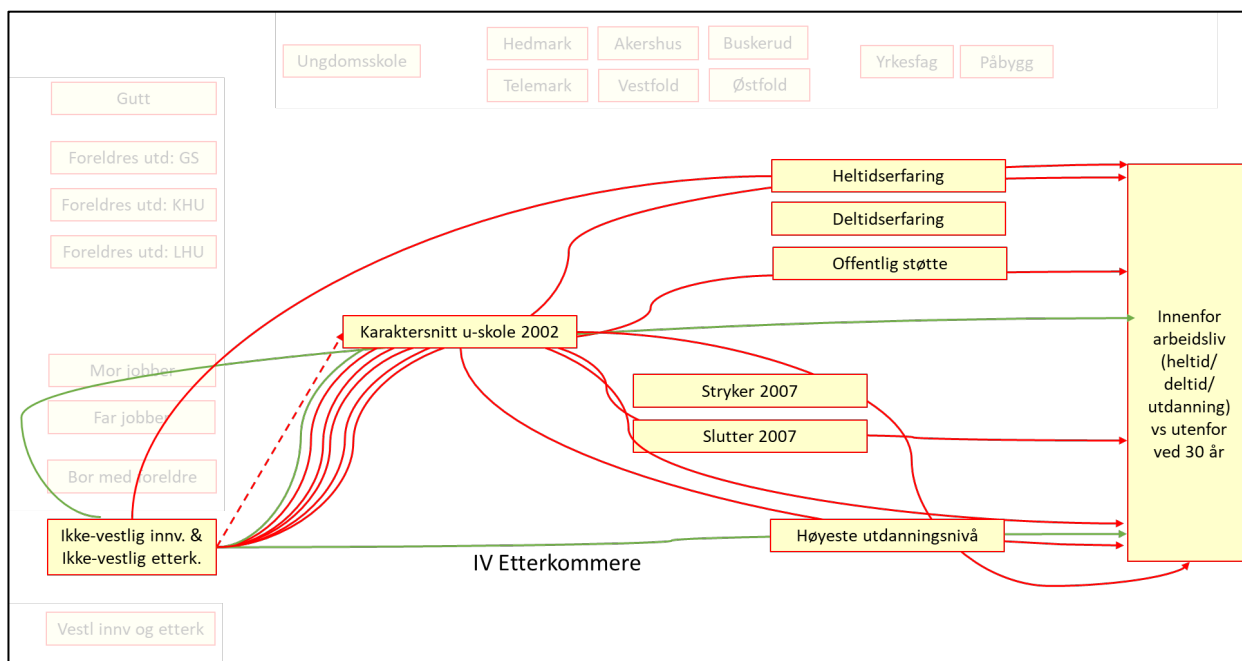 Ungdomsskole
Hedmark
Akershus
Buskerud
Telemark
Vestfold
Østfold
Yrkesfag
Påbygg
Gutt
Foreldres utd: GS
Foreldres utd: KHU
Foreldres utd: LHU
Mor jobber
Far jobber
Bor med foreldre
Ikke-vestlig innv. &
Ikke-vestlig etterk.
Vestl innv og etterk
Karaktersnitt u-skole 2002
Heltidserfaring
Deltidserfaring
Offentlig støtte
Stryker 2007
Slutter 2007
Høyeste utdanningsnivå
IV Etterkommere
Innenfor
arbeidsliv
(heltid/
deltid/
utdanning)
vs utenfor
ved 30 år